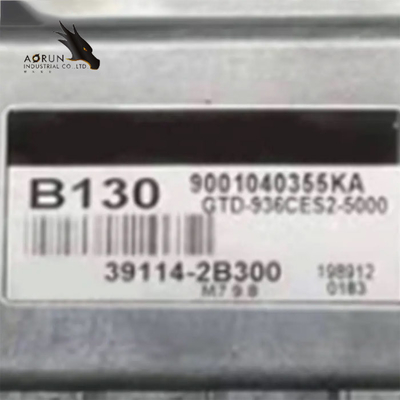 AORUN
INDUSTRIAL CO.,LTD
B130
9001040355KA
GTD-936CES2-5000
39114-2B300
M7 9.8
198912
0183